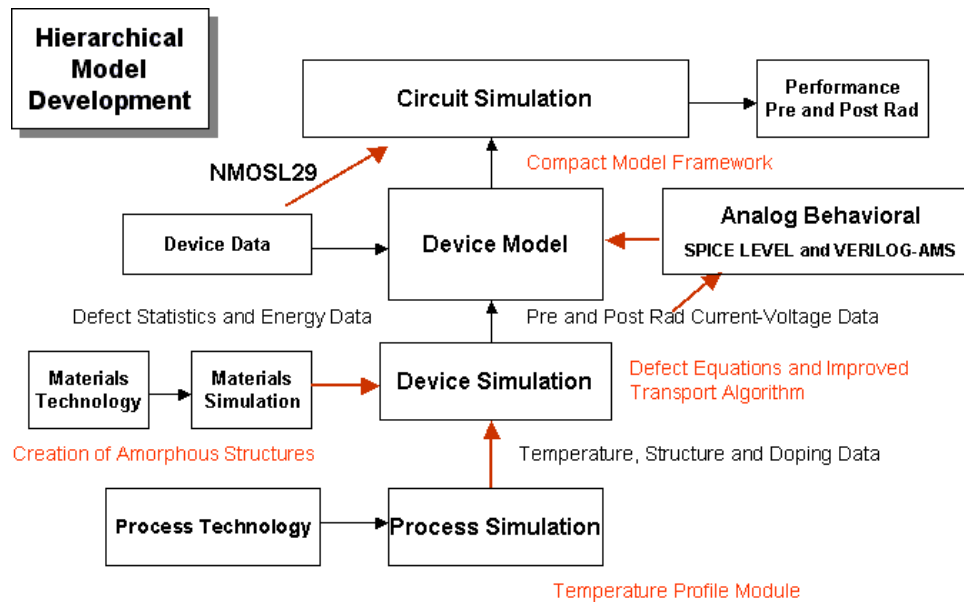 Hierarchical
Model
Development
Circuit Simulation
Performance
Pre and Post Rad
NMOSL29
Compact Model Framework
Device Data
Device Model
Analog Behavioral
SPICE LEVEL and VERILOG-AMS
Defect Statistics and Energy Data
Pre and Post Rad Current-Voltage Data
Materials
Technology
Materials
Simulation
Device Simulation
Defect Equations and Improved
Transport Algorithm
Creation of Amorphous Structures
Temperature, Structure and Doping Data
Process Technology
Process Simulation
Temperature Profile Module